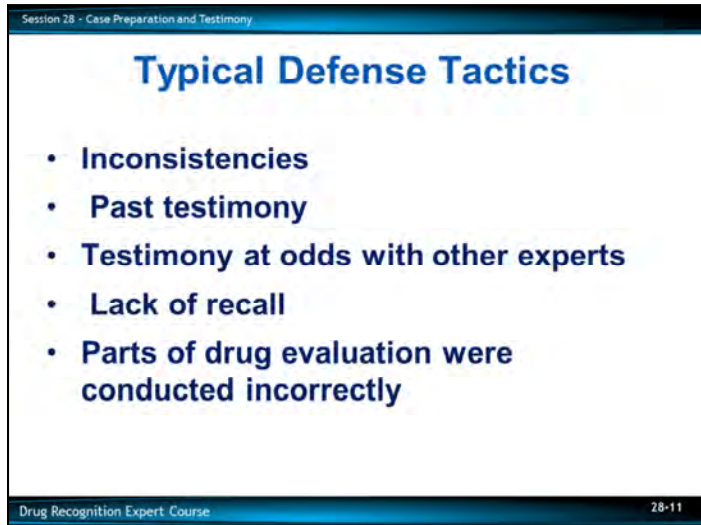 Session 28 - Case Preparation and Testimony
Typical Defense Tactics
• Inconsistencies
• Past testimony
• Testimony at odds with other experts
• Lack of recall
• Parts of drug evaluation were
conducted incorrectly
Drug Recognition Expert Course
28-11